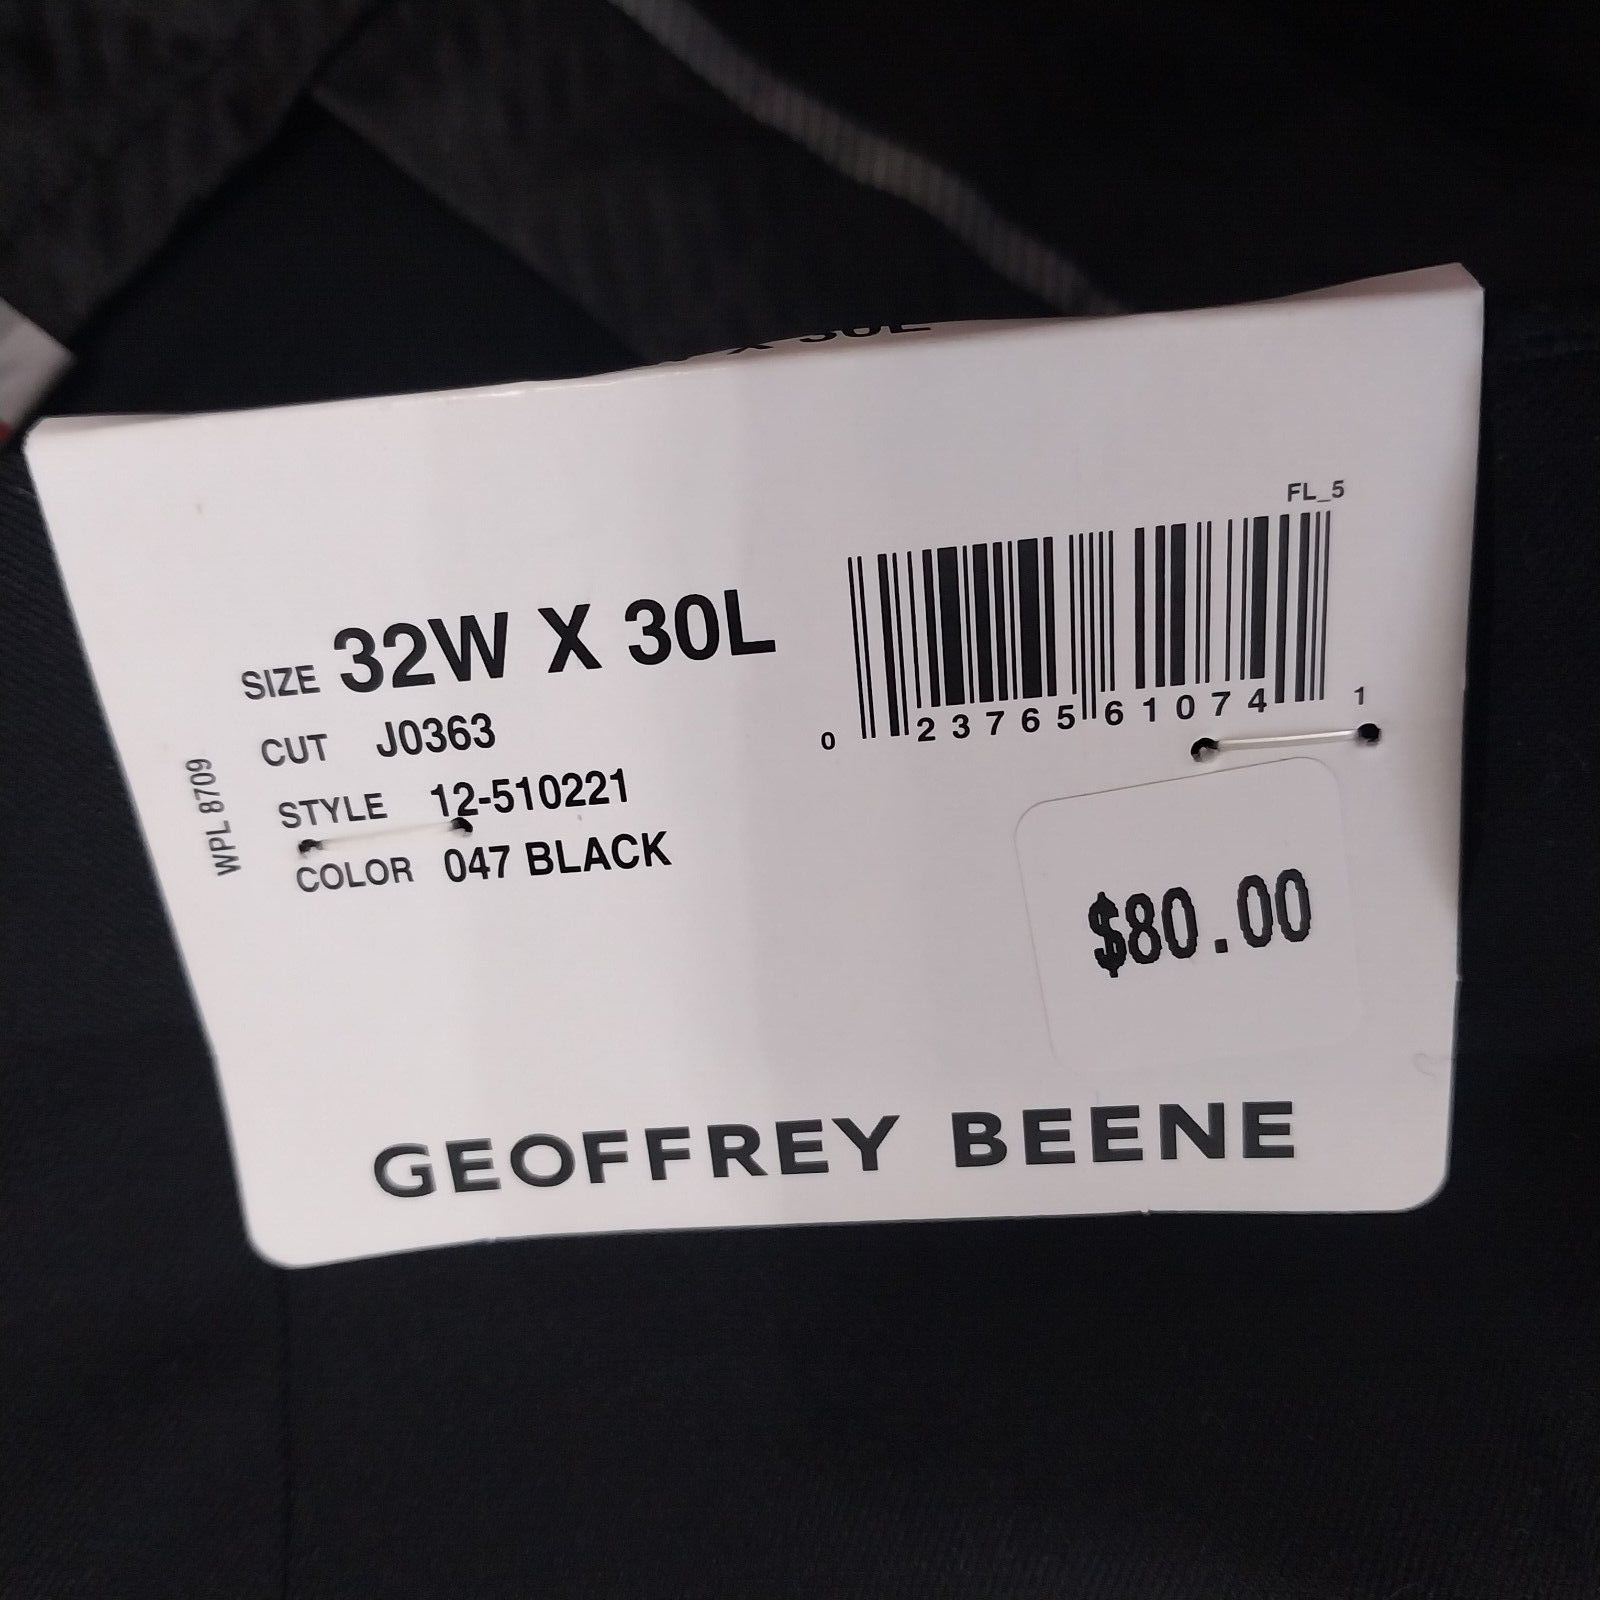 X 30L
FL_5
SIZE 32W X 30L
CUT J0363
STYLE 12-510221
COLOR 047 BLACK
WPL 8709
0 23765 61074 1
$80.00
GEOFFREY BEENE